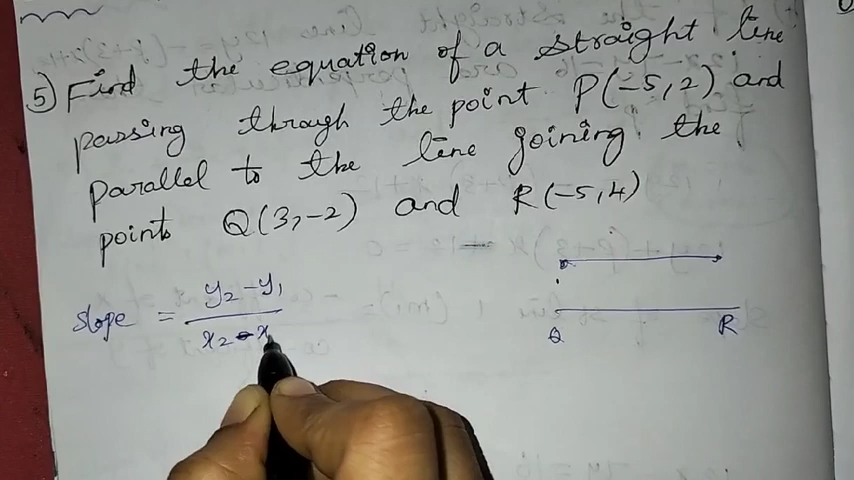 5) Find the equation of a straight line
passing through the point P(-5,2) and
parallel to the line joining the
points Q(3,-2) and R(-5,4)
slope = y₂-y₁
x₂-x
Q R